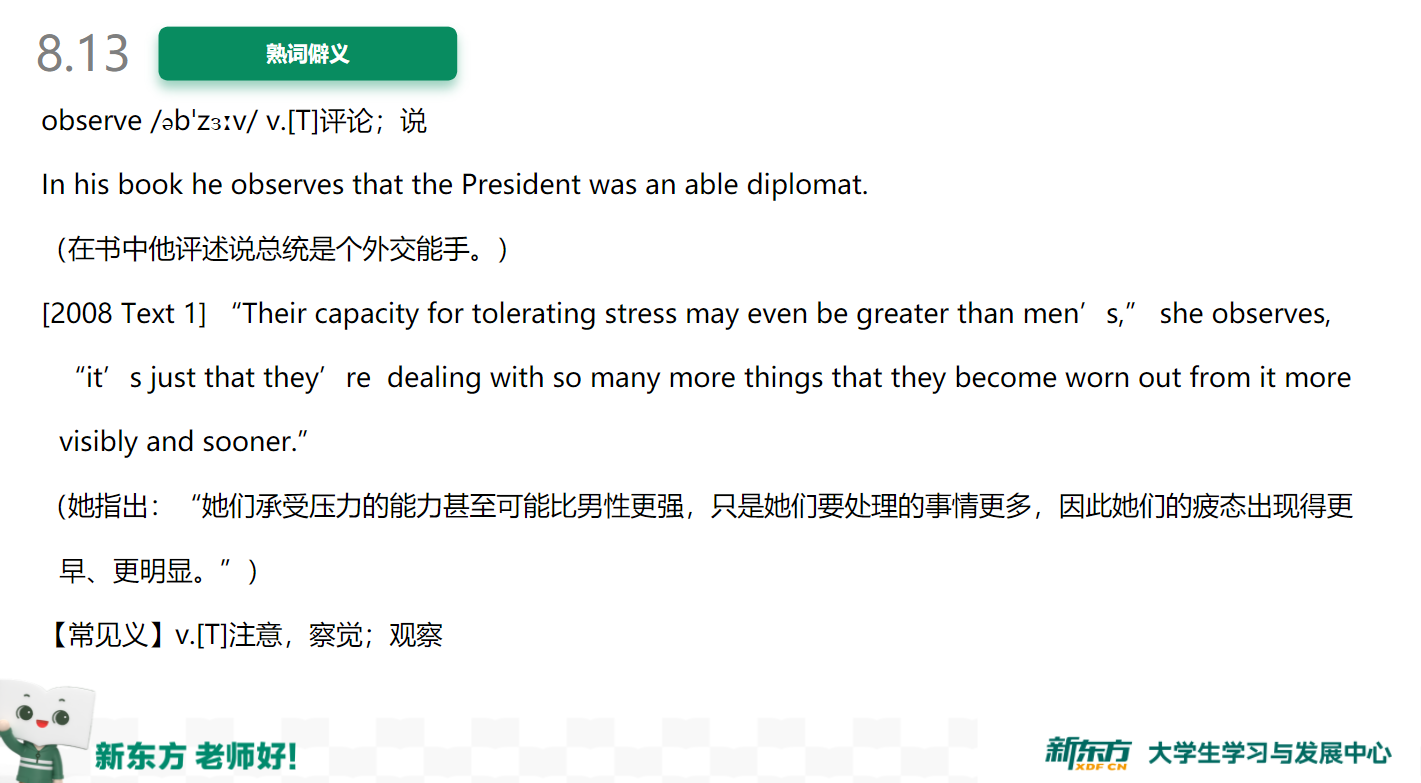 8.13 熟词僻义
observe /əb'zɜːv/ v.[T]评论；说
In his book he observes that the President was an able diplomat.
（在书中他评述说总统是个外交能手。）
[2008 Text 1] “Their capacity for tolerating stress may even be greater than men’s,” she observes,
“it’s just that they’re dealing with so many more things that they become worn out from it more
visibly and sooner.”
(她指出：“她们承受压力的能力甚至可能比男性更强，只是她们要处理的事情更多，因此她们的疲态出现得更
早、更明显。”)
【常见义】v.[T]注意，察觉；观察
新东方 老师好!
新东方 XDF.CN 大学生学习与发展中心